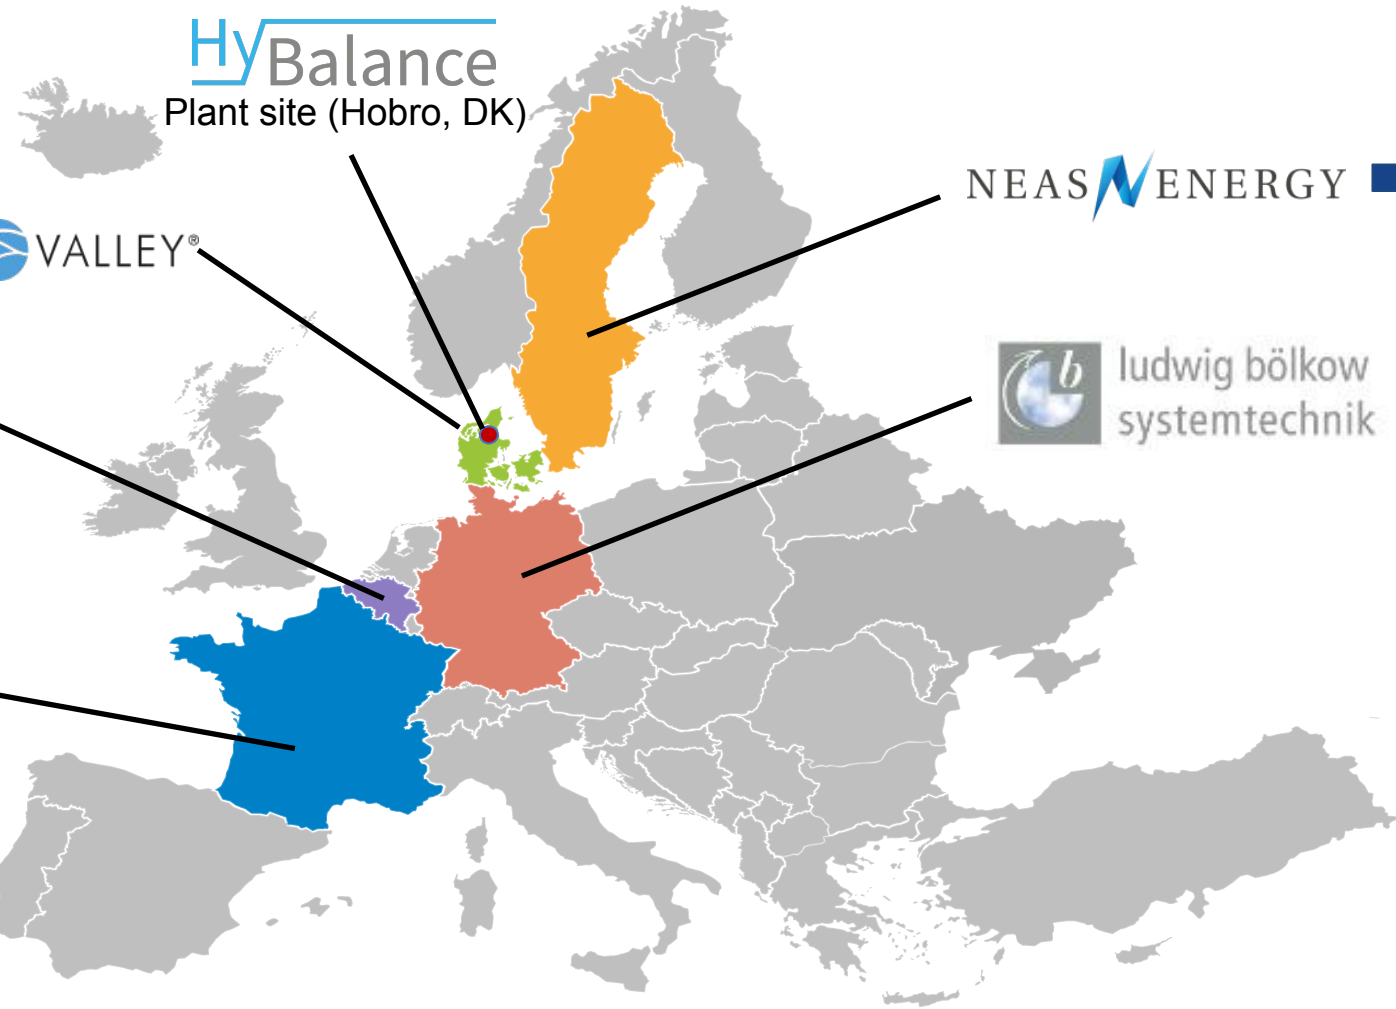 HyBalance
Plant site (Hobro, DK)
NEAS ENERGY
VALLEY®
b
ludwig bölkow
systemtechnik